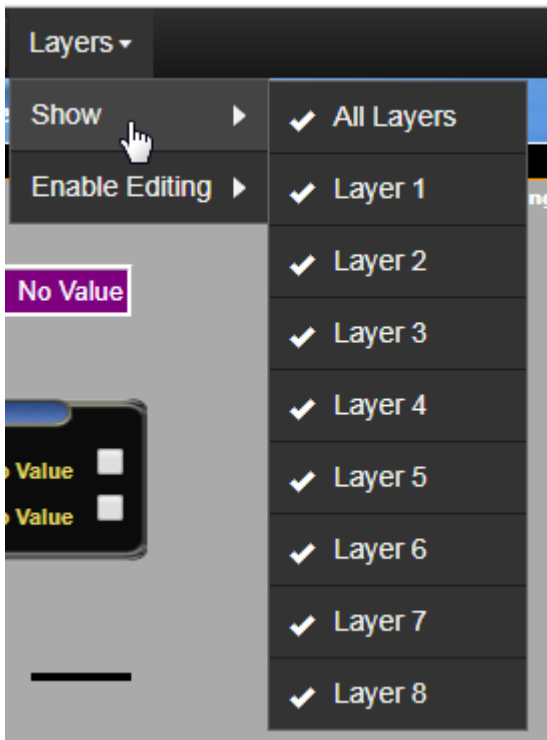 Layers
Show
All Layers
Enable Editing
Layer 1
Layer 2
No Value
Layer 3
Layer 4
Value
Layer 5
Value
Layer 6
Layer 7
Layer 8